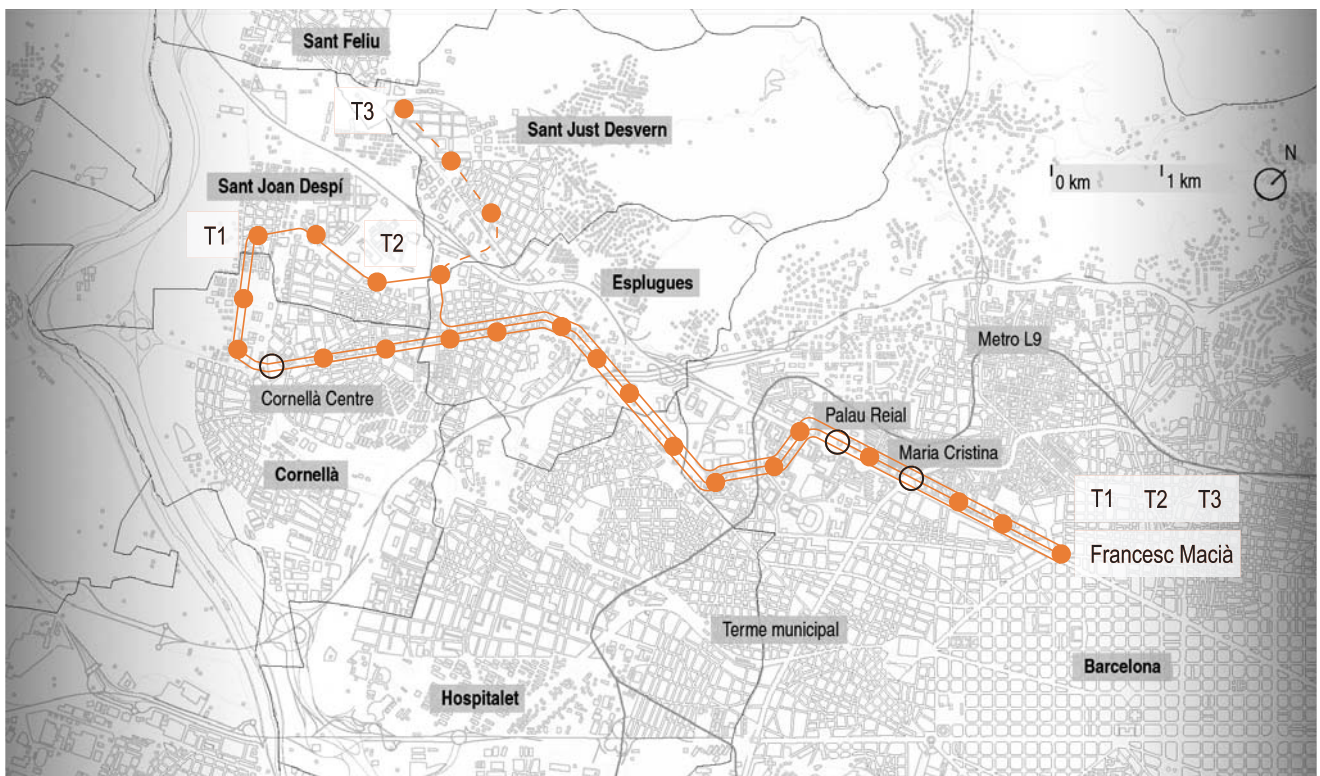 Sant Feliu
T3
Sant Just Desvern
N
0 km
1 km
Sant Joan Despí
T1
T2
Esplugues
Metro L9
Cornellà Centre
Palau Reial
Maria Cristina
Cornellà
T1 T2 T3
Francesc Macià
Terme municipal
Barcelona
Hospitalet